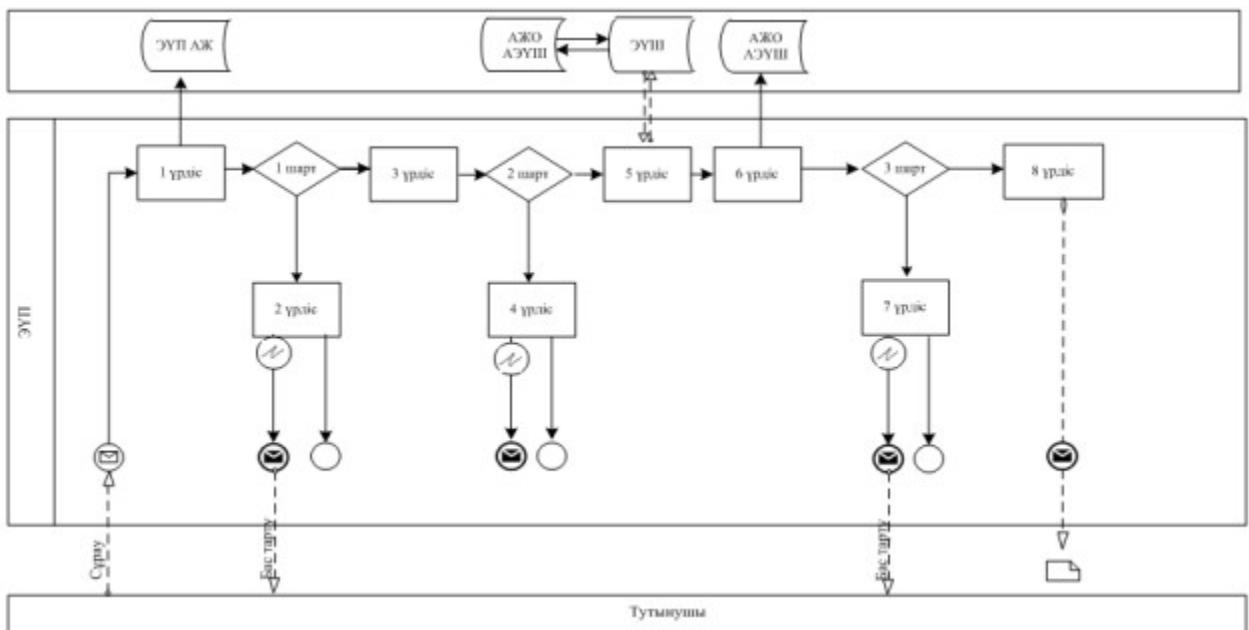 ЭҮП АЖ
АЖО
АЭҮШ
ЭҮШ
АЖО
АЭҮШ
1 үрдіс
1 шарт
3 үрдіс
2 шарт
5 үрдіс
6 үрдіс
3 шарт
8 үрдіс
2 үрдіс
4 үрдіс
7 үрдіс
ЭҮП
Сұрау
Бас тарту
Бас тарту
Тутынушы